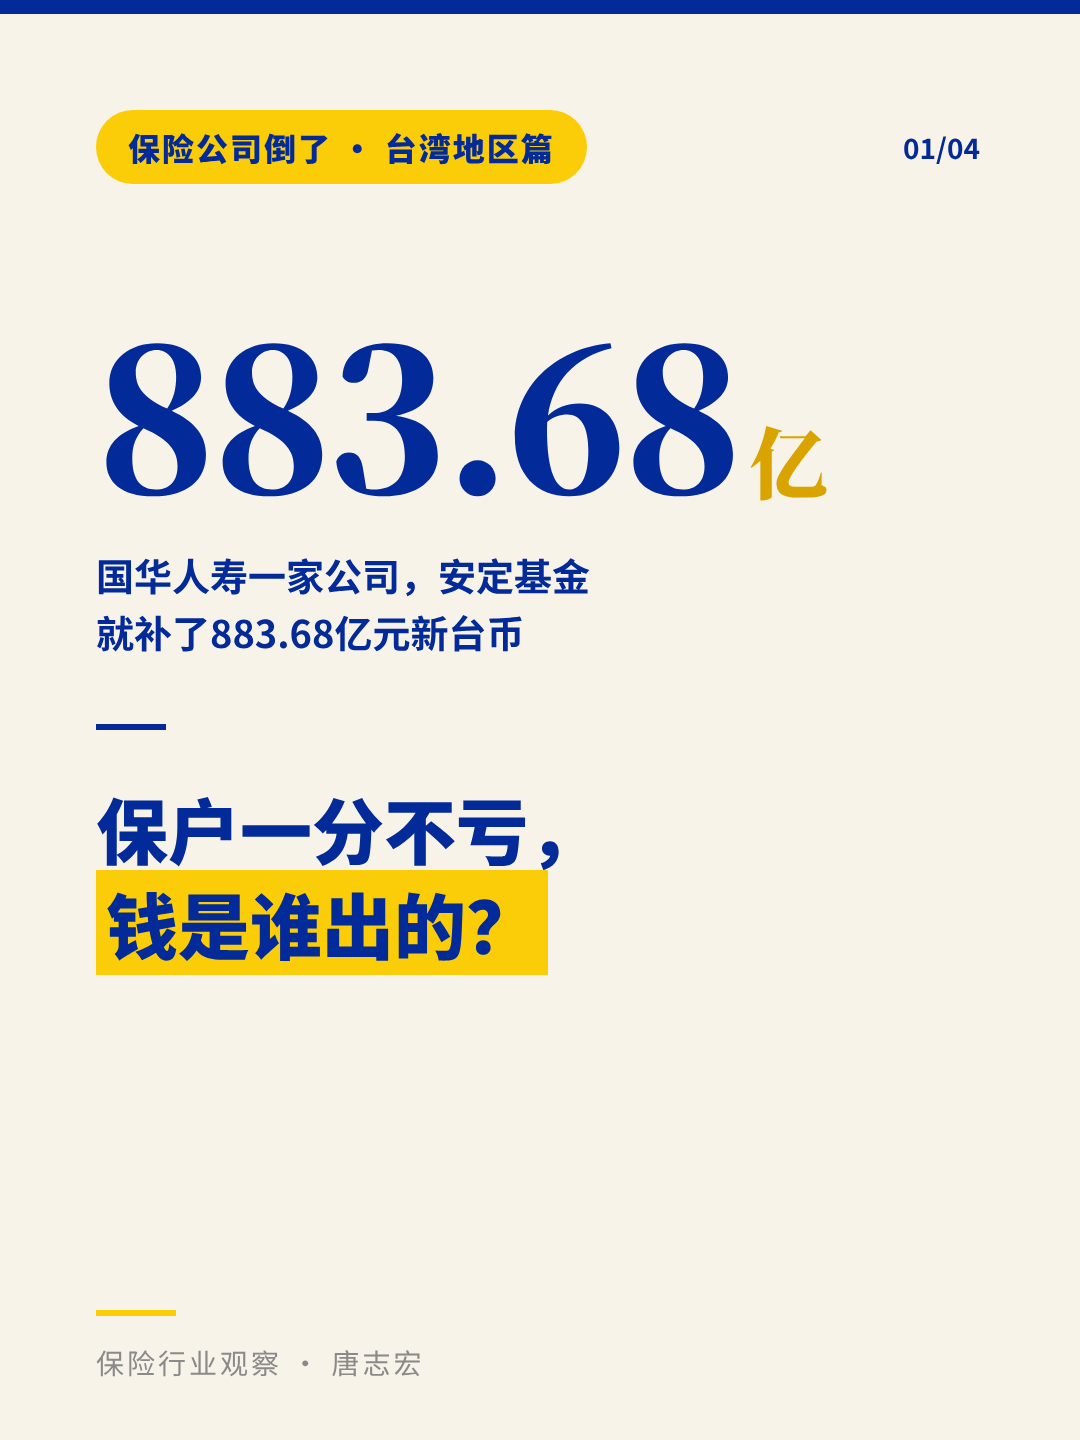 保险公司倒了 · 台湾地区篇
01/04
883.68亿
国华人寿一家公司，安定基金
就补了883.68亿元新台币
保户一分不亏，
钱是谁出的？
保险行业观察 · 唐志宏